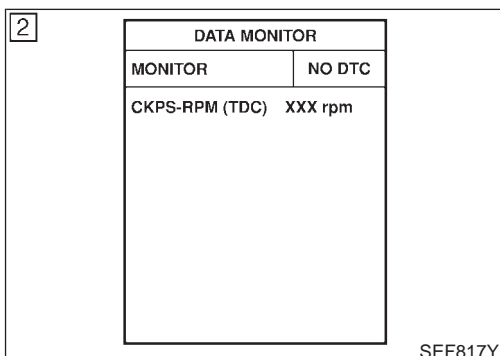 2
DATA MONITOR
MONITOR NO DTC
CKPS-RPM (TDC) XXX rpm
SEF817Y